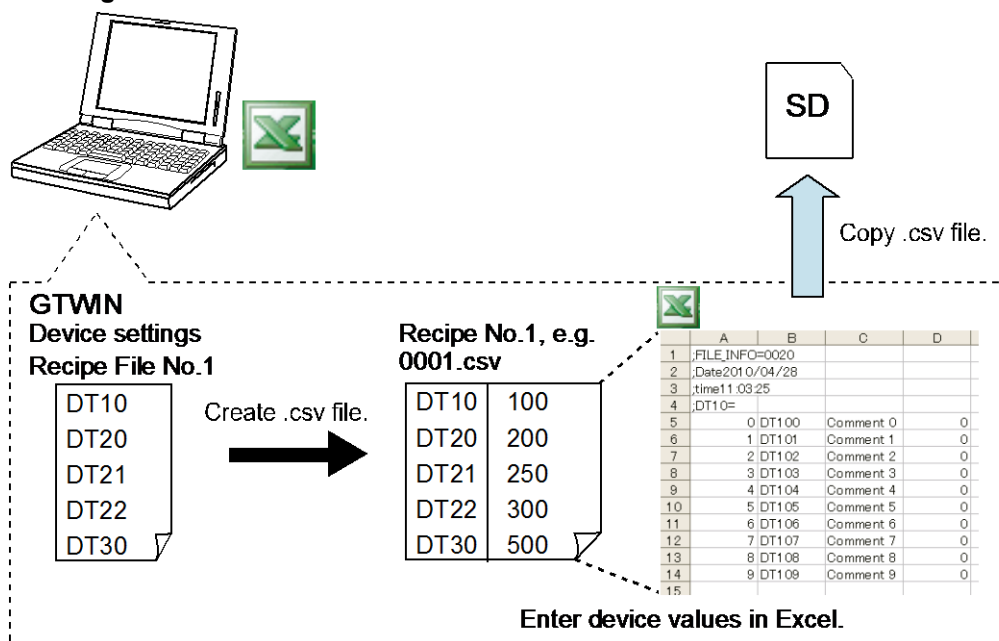 SD
Copy .csv file.
GTWIN
Device settings
Recipe File No.1
DT10
DT20
DT21
DT22
DT30
Create .csv file.
Recipe No.1, e.g.
0001.csv
DT10 100
DT20 200
DT21 250
DT22 300
DT30 500
A B C D
1 ;FILE_INFO=0020
2 ;Date2010/04/28
3 ;time11:03:25
4 ;DT10=
5 0 DT100 Comment 0 0
6 1 DT101 Comment 1 0
7 2 DT102 Comment 2 0
8 3 DT103 Comment 3 0
9 4 DT104 Comment 4 0
10 5 DT105 Comment 5 0
11 6 DT106 Comment 6 0
12 7 DT107 Comment 7 0
13 8 DT108 Comment 8 0
14 9 DT109 Comment 9 0
15
Enter device values in Excel.